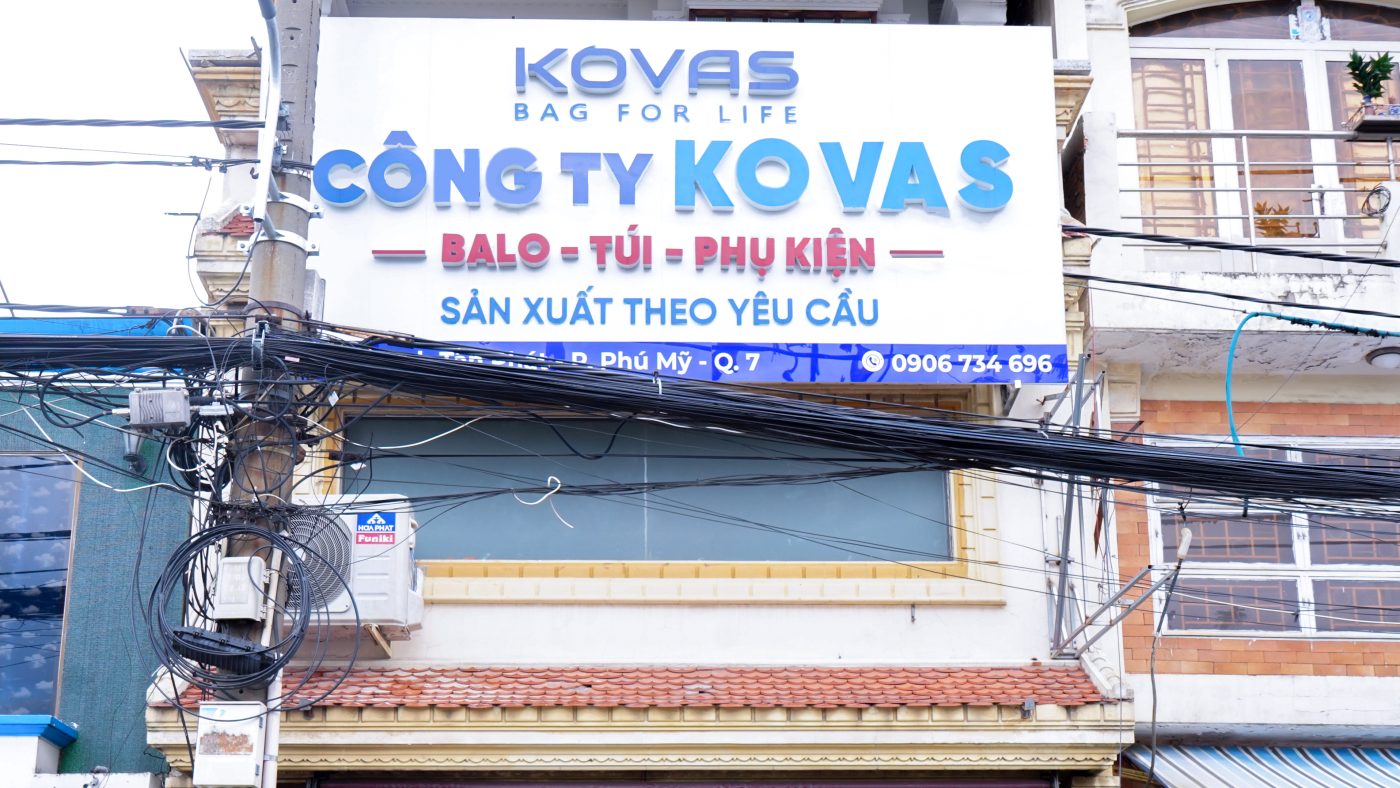 KOVAS
BAG FOR LIFE
CÔNG TY KOVAS
BALO - TÚI - PHỤ KIỆN
SẢN XUẤT THEO YÊU CẦU
P. Phú Mỹ - Q. 7
0906 734 696
HOA PHAT
Funiki